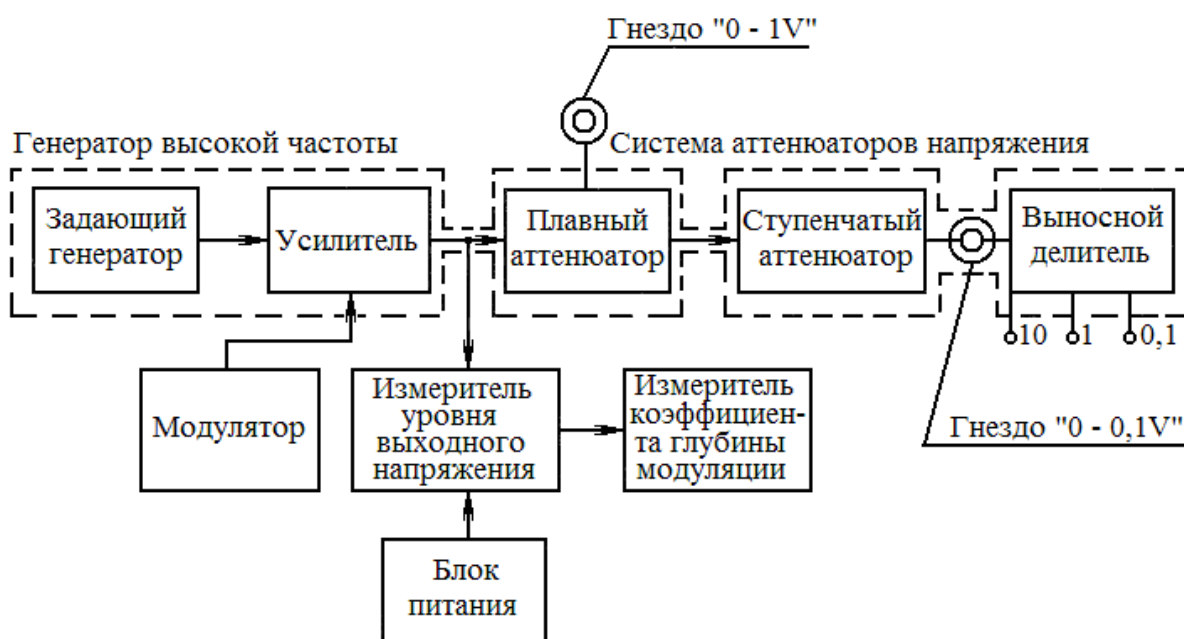 Гнездо "0 - 1V"
Генератор высокой частоты
Система аттенюаторов напряжения
Задающий
генератор
Усилитель
Плавный
аттенюатор
Ступенчатый
аттенюатор
Выносной
делитель
10
1
0,1
Модулятор
Измеритель
уровня
выходного
напряжения
Измеритель
коэффициен-
та глубины
модуляции
Гнездо "0 - 0,1V"
Блок
питания